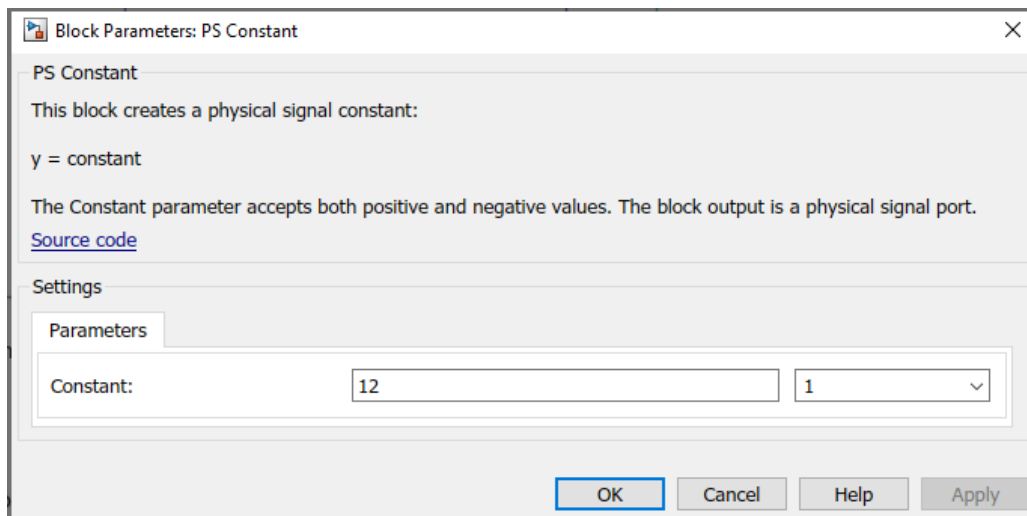 Block Parameters: PS Constant
PS Constant
This block creates a physical signal constant:
y = constant
The Constant parameter accepts both positive and negative values. The block output is a physical signal port.
Source code
Settings
Parameters
Constant:
12
1
OK
Cancel
Help
Apply